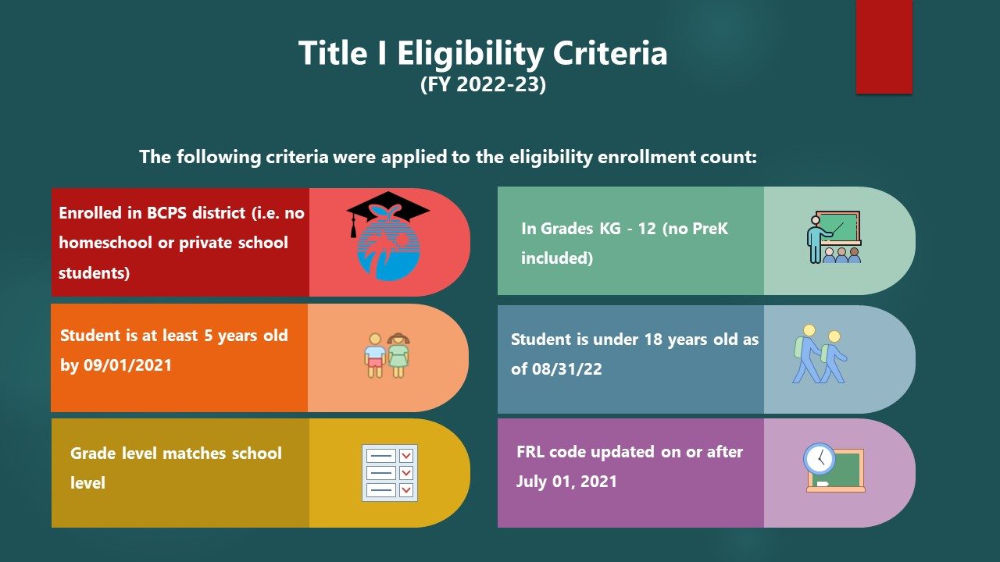 Title I Eligibility Criteria
(FY 2022-23)
The following criteria were applied to the eligibility enrollment count:
Enrolled in BCPS district (i.e. no
homeschool or private school
students)
In Grades KG - 12 (no PreK
included)
Student is at least 5 years old
by 09/01/2021
Student is under 18 years old as
of 08/31/22
Grade level matches school
level
FRL code updated on or after
July 01, 2021